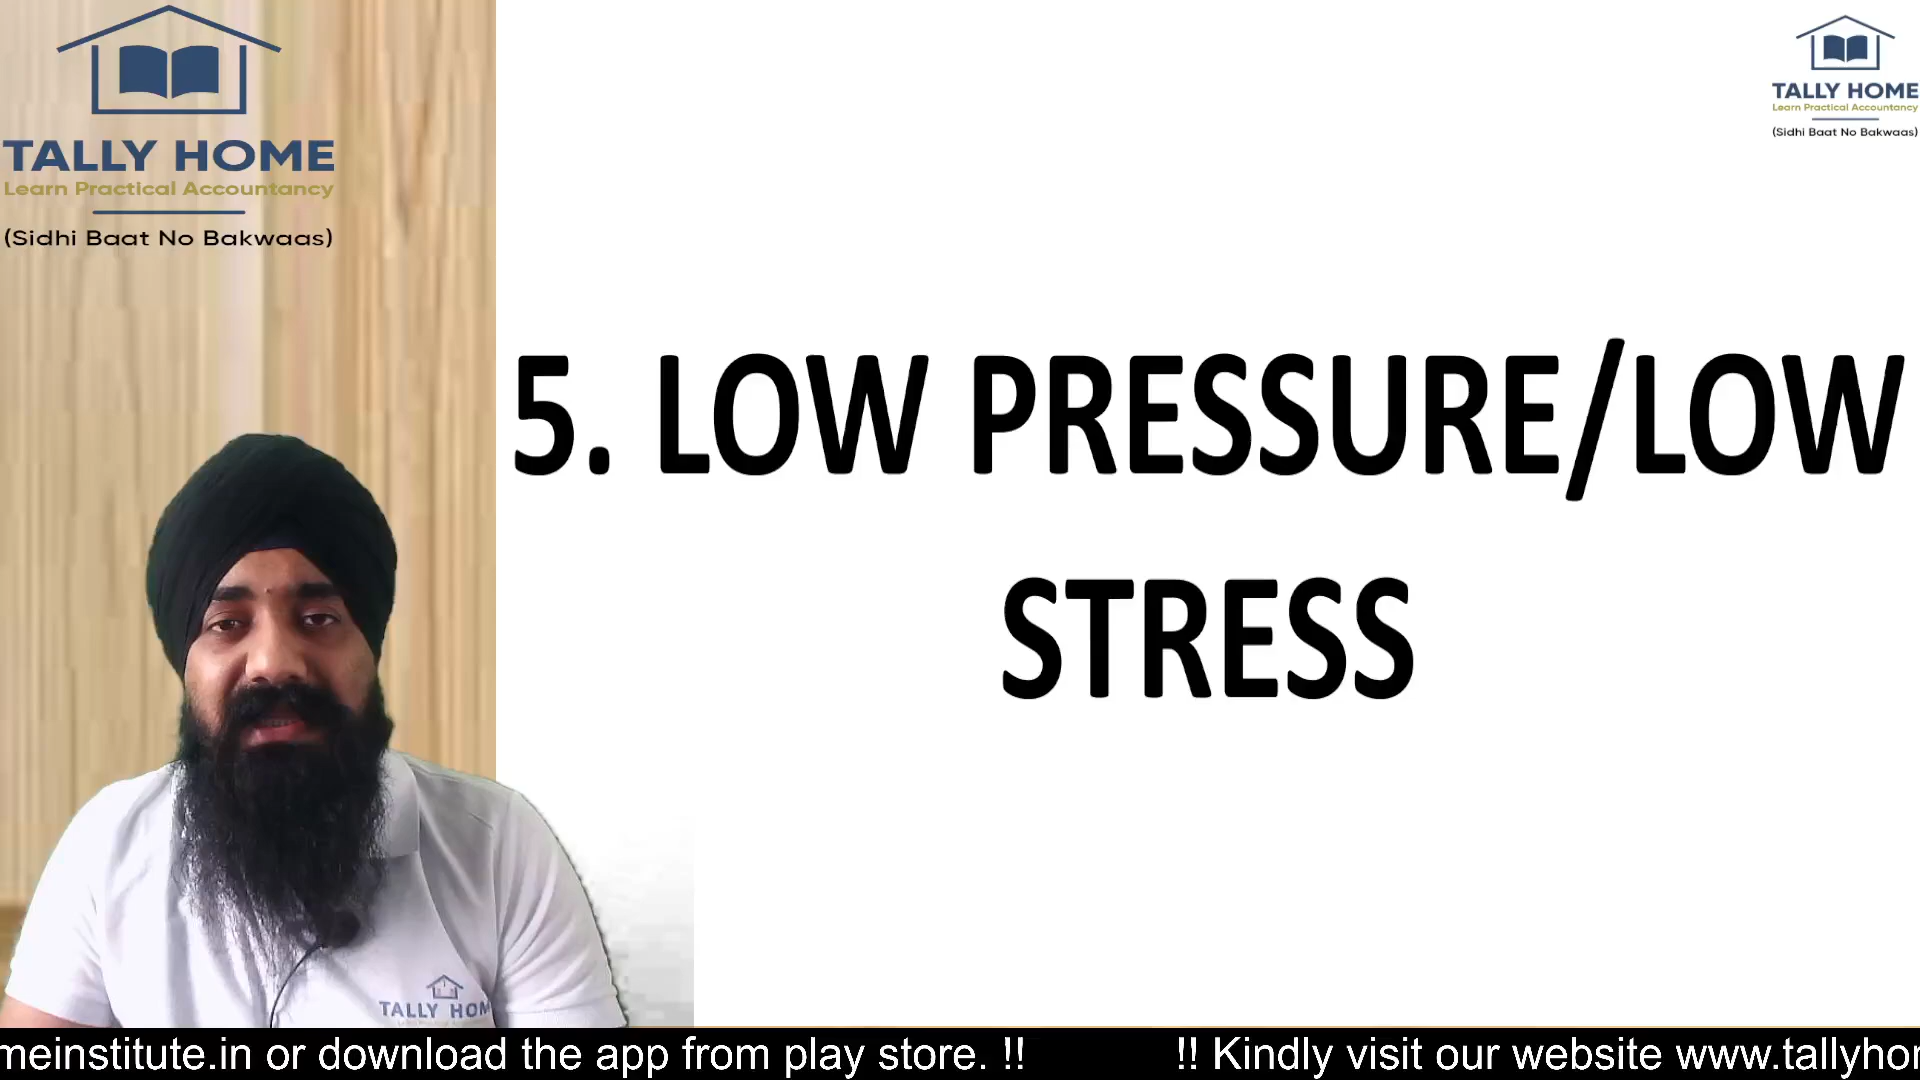 TALLY HOME
Learn Practical Accountancy
(Sidhi Baat No Bakwaas)
TALLY HOME
Learn Practical Accountancy
(Sidhi Baat No Bakwaas)
5. LOW PRESSURE/LOW
STRESS
TALLY HOM
meinstitute.in or download the app from play store. !! !! Kindly visit our website www.tallyhor